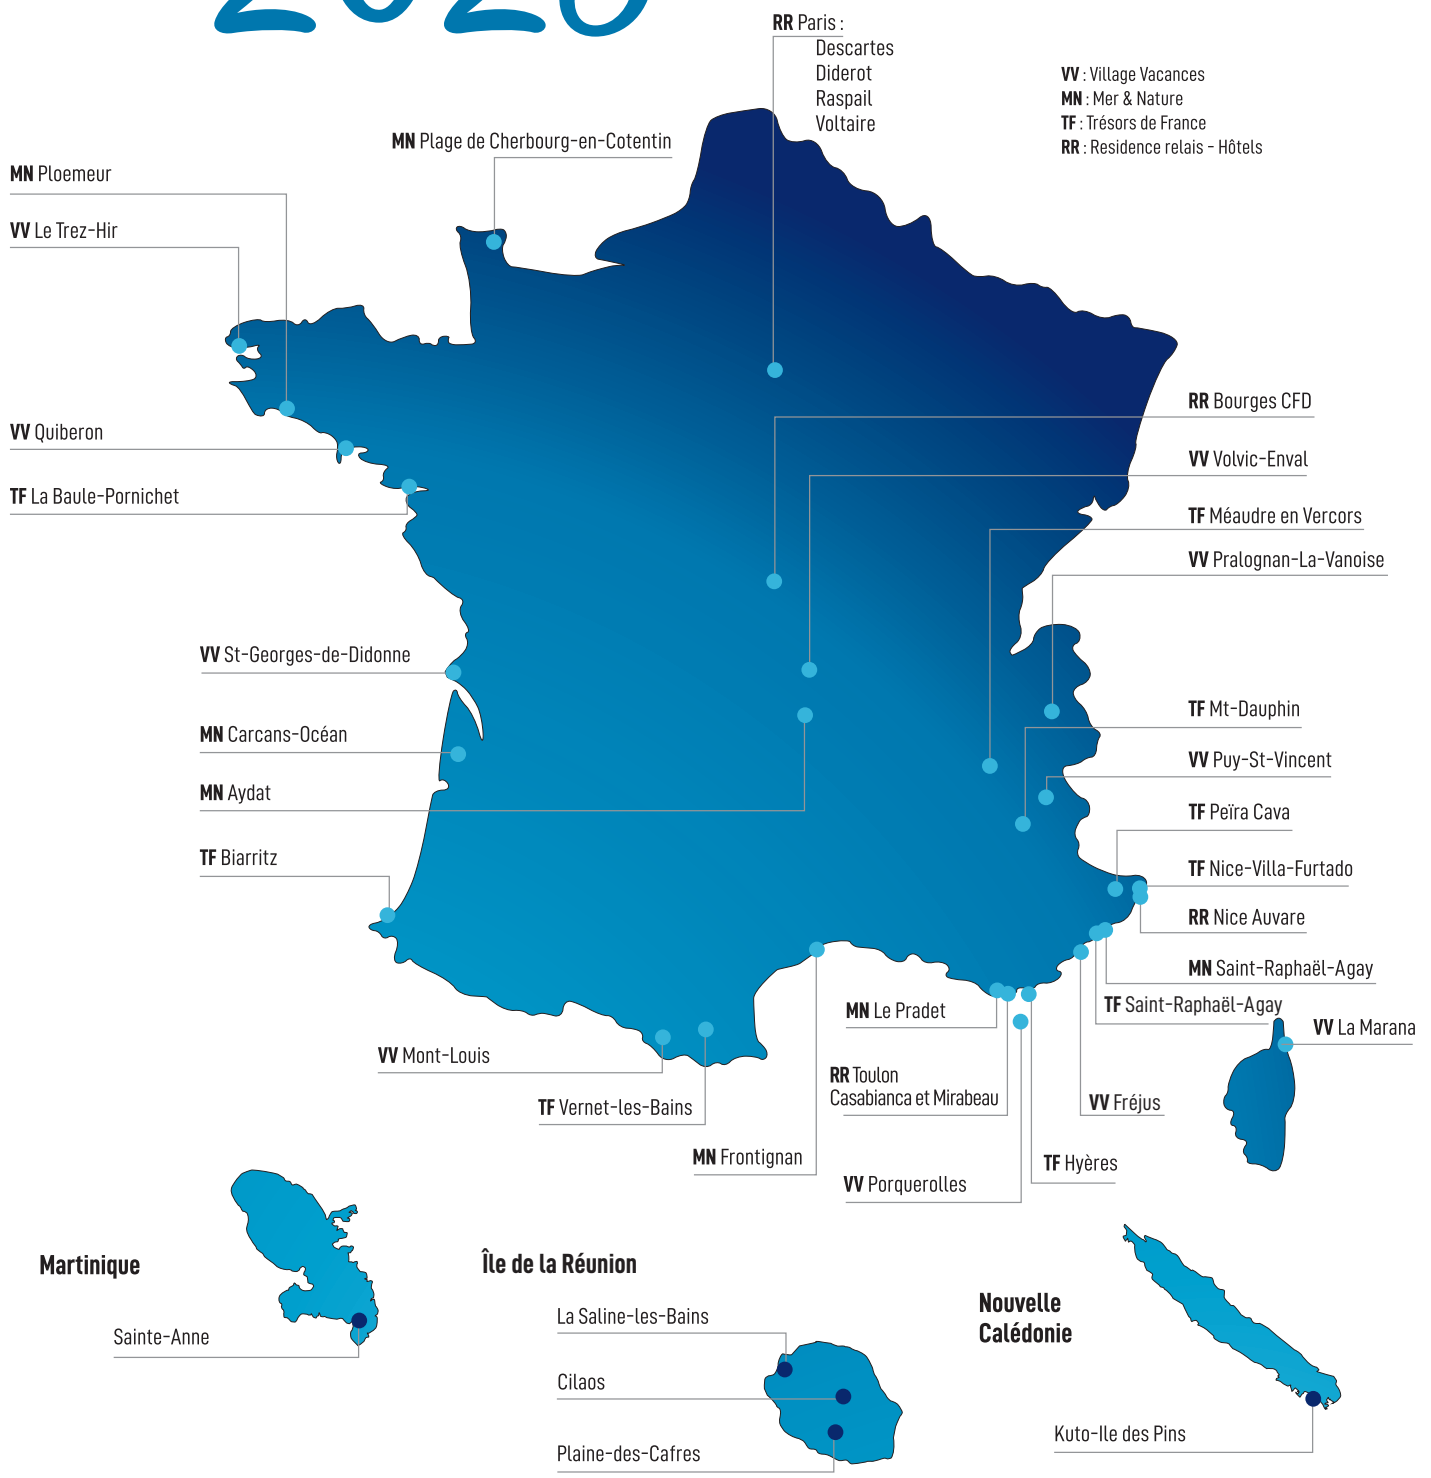 RR Paris :
Descartes
Diderot
Raspail
Voltaire
VV : Village Vacances
MN : Mer & Nature
TF : Trésors de France
RR : Residence relais - Hôtels
MN Plage de Cherbourg-en-Cotentin
MN Ploemeur
VV Le Trez-Hir
VV Quiberon
TF La Baule-Pornichet
VV St-Georges-de-Didonne
MN Carcans-Océan
MN Aydat
TF Biarritz
RR Bourges CFD
VV Volvic-Enval
TF Méaudre en Vercors
VV Pralognan-La-Vanoise
TF Mt-Dauphin
VV Puy-St-Vincent
TF Peïra Cava
TF Nice-Villa-Furtado
RR Nice Auvare
MN Saint-Raphaël-Agay
TF Saint-Raphaël-Agay
VV La Marana
MN Le Pradet
VV Mont-Louis
RR Toulon
Casabianca et Mirabeau
TF Vernet-les-Bains
VV Fréjus
MN Frontignan
TF Hyères
VV Porquerolles
Martinique
Sainte-Anne
Île de la Réunion
La Saline-les-Bains
Cilaos
Plaine-des-Cafres
Nouvelle
Calédonie
Kuto-Ile des Pins